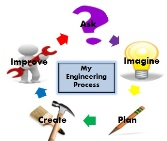 Ask
Imagine
Plan
Create
Improve
My
Engineering
Process